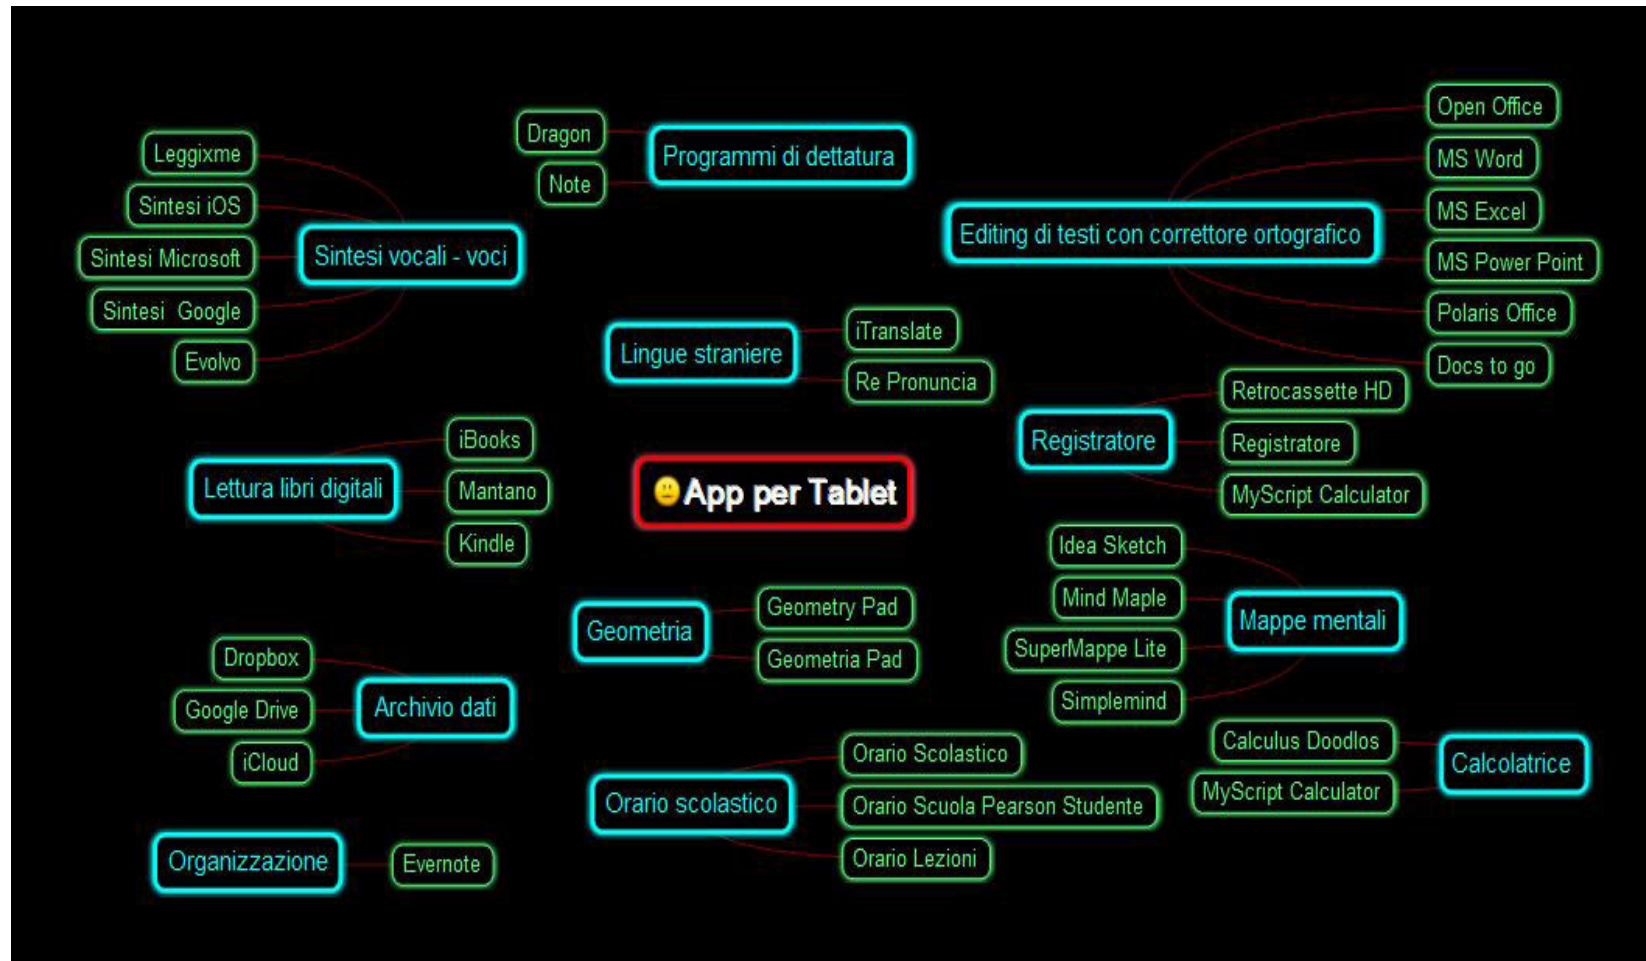 App per Tablet
Programmi di dettatura
Dragon
Note
Sintesi vocali - voci
Leggixme
Sintesi iOS
Sintesi Microsoft
Sintesi  Google
Evolvo
Editing di testi con correttore ortografico
Open Office
MS Word
MS Excel
MS Power Point
Polaris Office
Docs to go
Lingue straniere
iTranslate
Re Pronuncia
Registratore
Retrocassette HD
Registratore
MyScript Calculator
Lettura libri digitali
iBooks
Mantano
Kindle
Mappe mentali
Idea Sketch
Mind Maple
SuperMappe Lite
Simplemind
Geometria
Geometry Pad
Geometria Pad
Archivio dati
Dropbox
Google Drive
iCloud
Calcolatrice
Calculus Doodlos
MyScript Calculator
Orario scolastico
Orario Scolastico
Orario Scuola Pearson Studente
Orario Lezioni
Organizzazione
Evernote